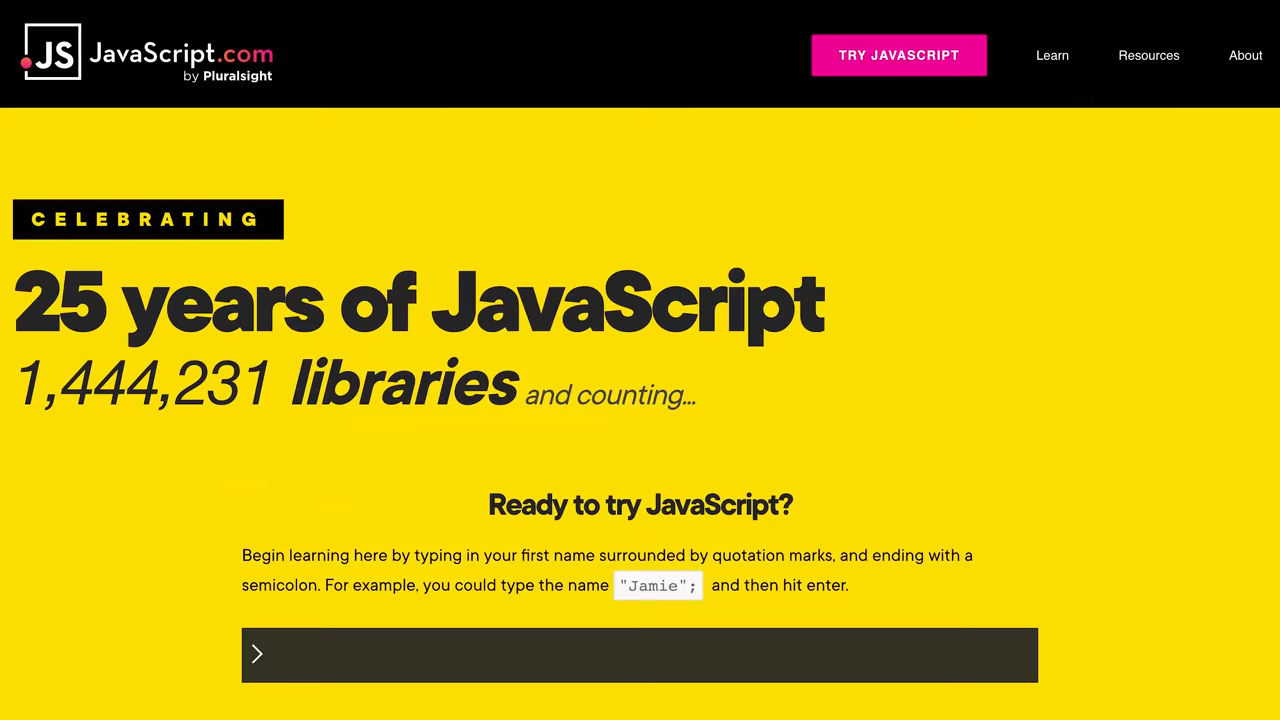 JS JavaScript.com
by Pluralsight
TRY JAVASCRIPT
Learn
Resources
About
CELEBRATING
25 years of JavaScript
1,444,231 libraries and counting...
Ready to try JavaScript?
Begin learning here by typing in your first name surrounded by quotation marks, and ending with a
semicolon. For example, you could type the name "Jamie"; and then hit enter.